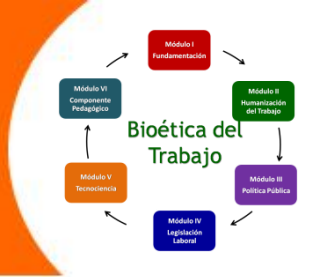 Módulo I
Fundamentación
Módulo II
Humanización
del Trabajo
Módulo III
Política Pública
Módulo IV
Legislación
Laboral
Módulo V
Tecnociencia
Módulo VI
Componente
Pedagógico
Bioética del
Trabajo